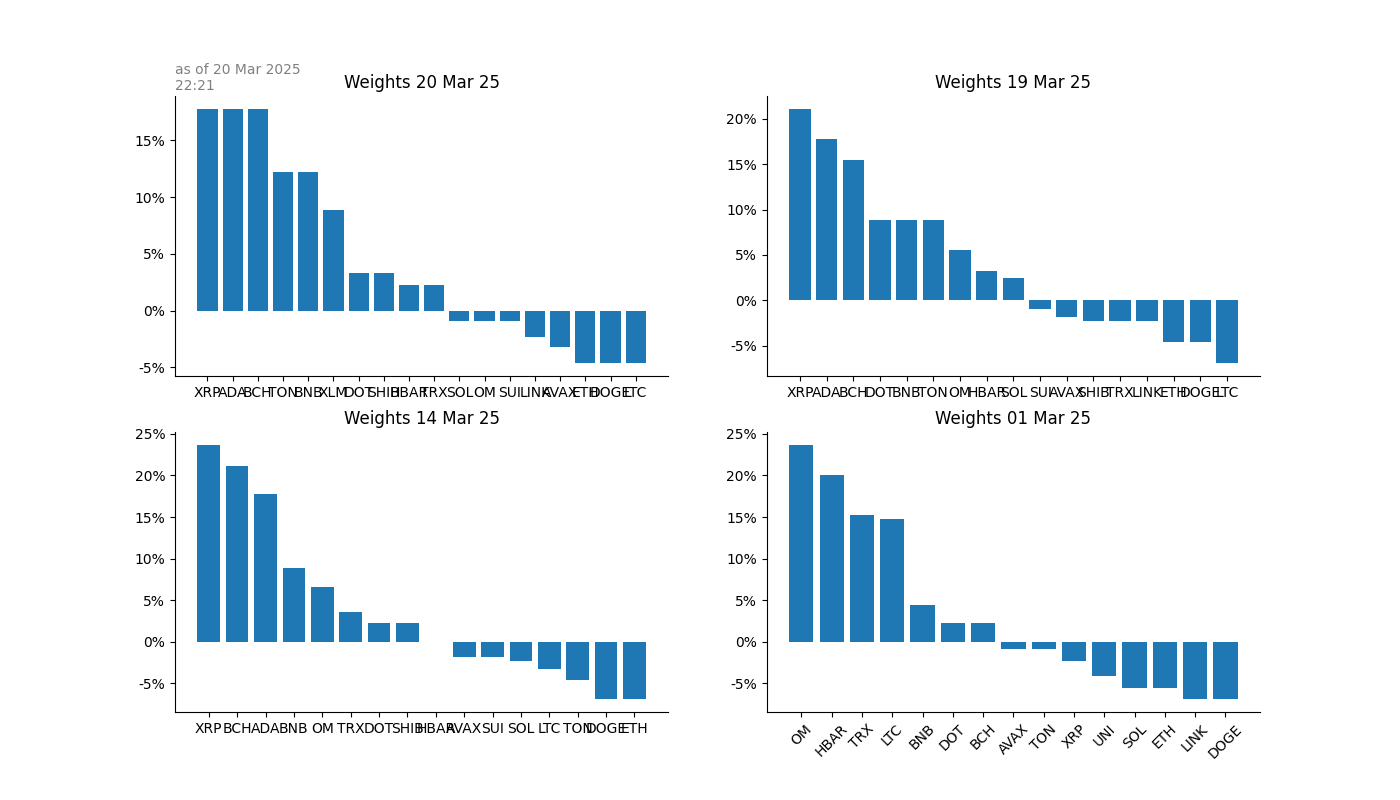 as of 20 Mar 2025
22:21
Weights 20 Mar 25
15%
10%
5%
0%
-5%
XRP ADA BCH TON BNB XLM DOT SHIB HBAR TRX SOL OM SUI LINK AVAX ETH DOGE LTC
Weights 19 Mar 25
20%
15%
10%
5%
0%
-5%
XRP ADA BCH DOT BNB TON OM HBAR SOL SUI AVAX SHIB TRX LINK ETH DOGE LTC
Weights 14 Mar 25
25%
20%
15%
10%
5%
0%
-5%
XRP BCH ADA BNB OM TRX DOT SHIB HBAR AVAX SUI SOL LTC TON DOGE ETH
Weights 01 Mar 25
25%
20%
15%
10%
5%
0%
-5%
OM HBAR TRX LTC BNB DOT BCH AVAX TON XRP UNI SOL ETH LINK DOGE